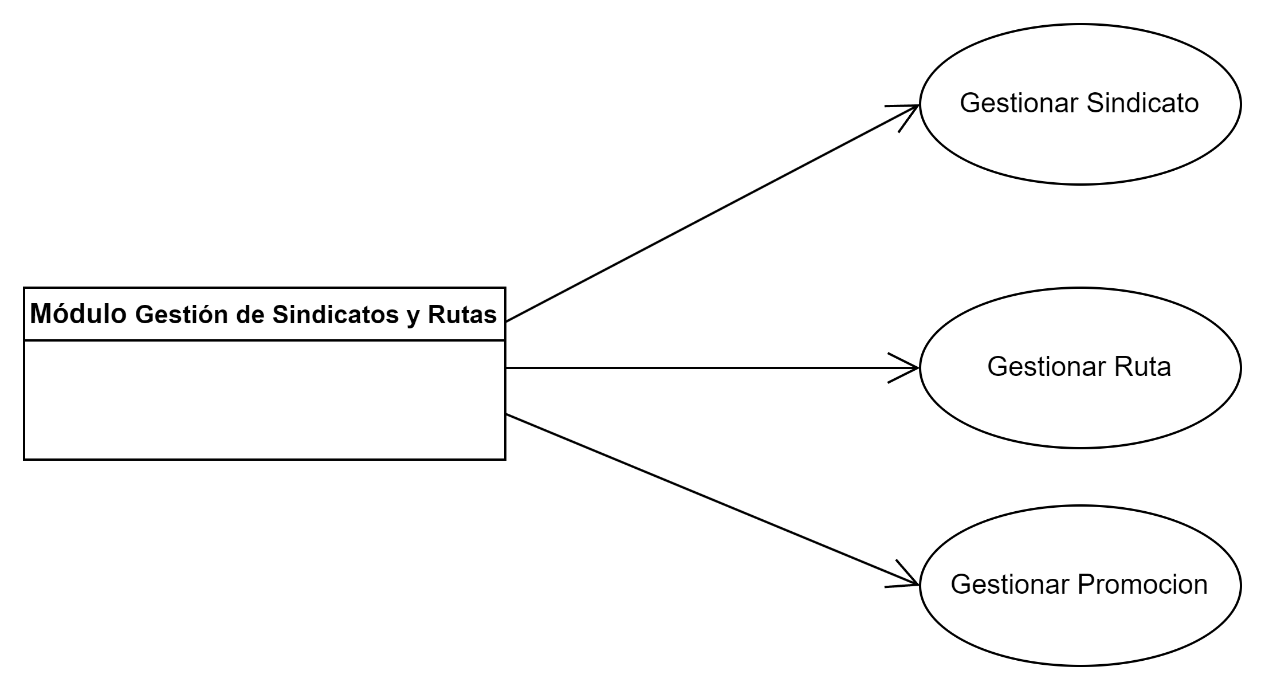 Gestionar Sindicato
Módulo Gestión de Sindicatos y Rutas
Gestionar Ruta
Gestionar Promocion